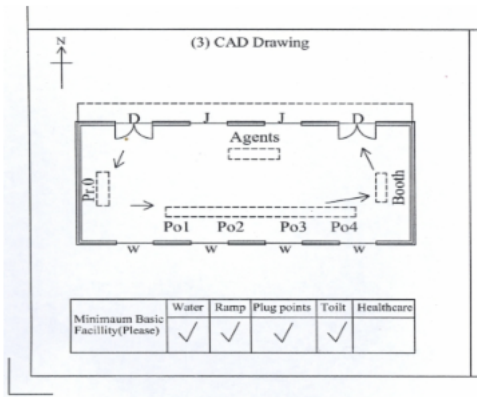 (3) CAD Drawing
N
D J J D
Agents
Pr.0
Booth
Po1 Po2 Po3 Po4
w w w w
Minimaum Basic Facillity(Please)
Water Ramp Plug points Toilt Healthcare